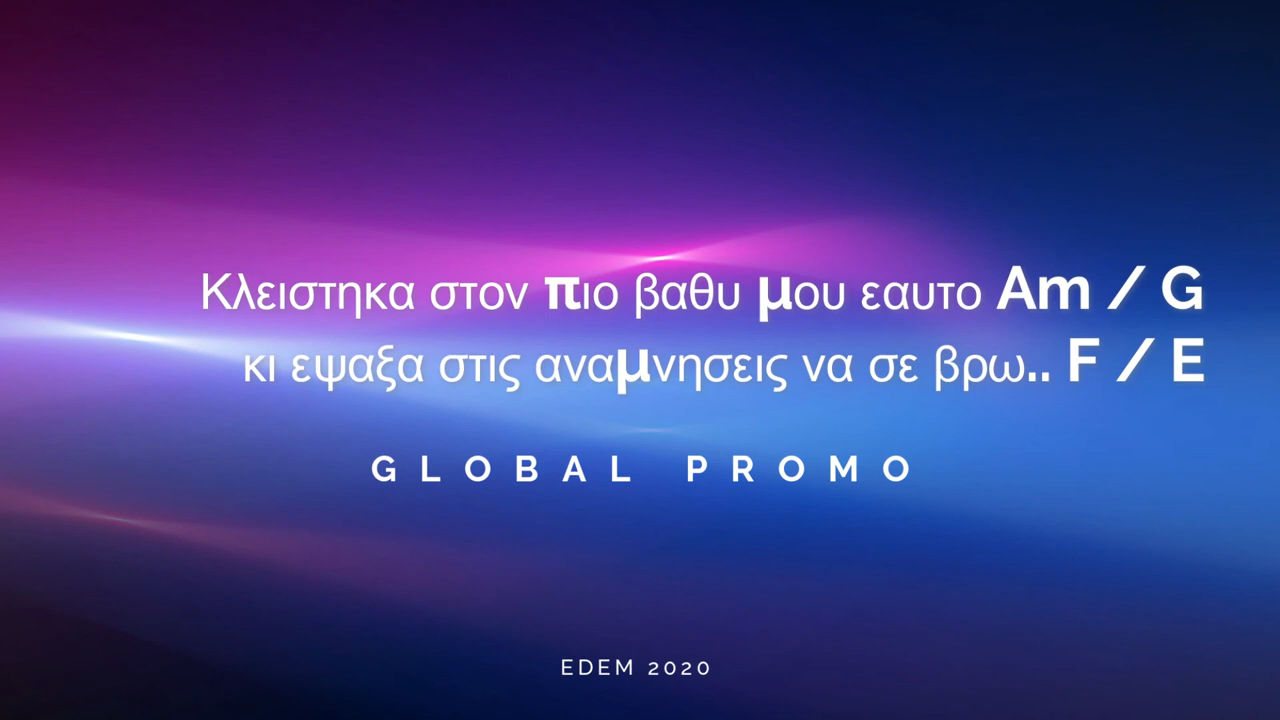 Κλειστηκα στον πιο βαθυ μου εαυτο Am / G
κι εψαξα στις αναμνησεις να σε βρω.. F / E
GLOBAL PROMO
EDEM 2020